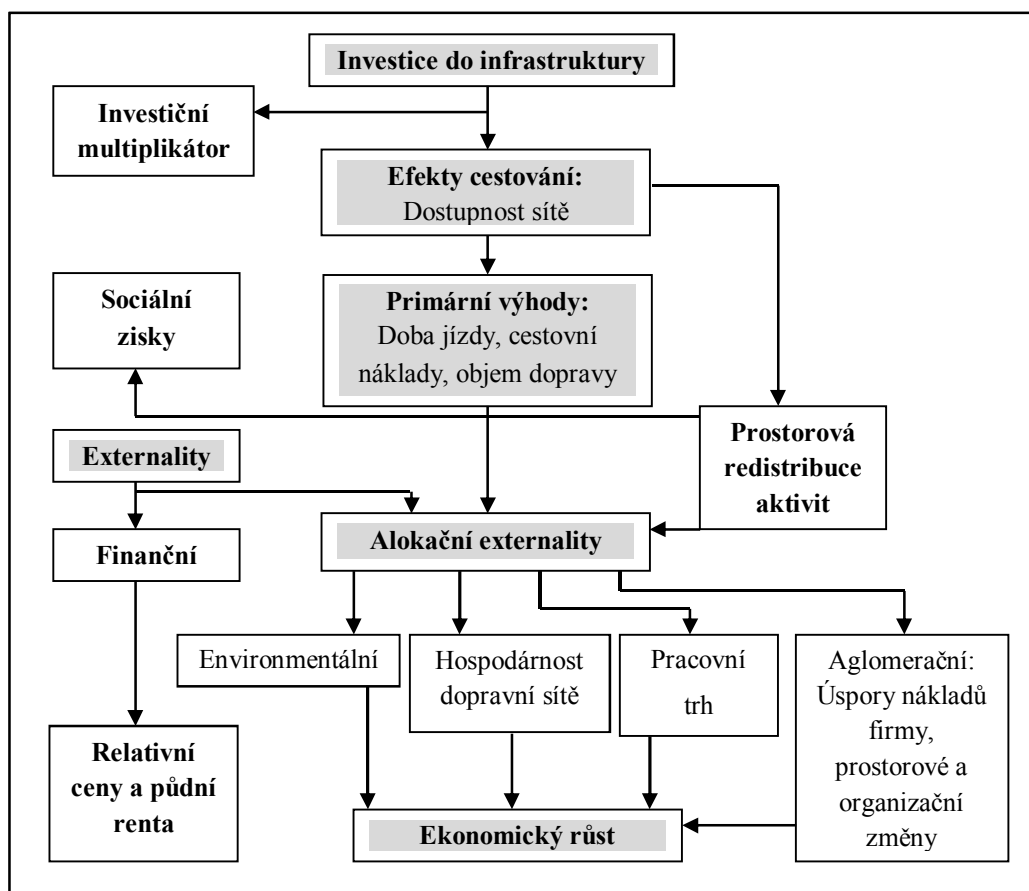 Investice do infrastruktury
Investiční
multiplikátor
Efekty cestování:
Dostupnost sítě
Sociální
zisky
Primární výhody:
Doba jízdy, cestovní
náklady, objem dopravy
Prostorová
redistribuce
aktivit
Externality
Finanční
Alokační externality
Environmentální
Hospodárnost
dopravní sítě
Pracovní
trh
Aglomerační:
Úspory nákladů
firmy,
prostorové a
organizační
změny
Relativní
ceny a půdní
renta
Ekonomický růst